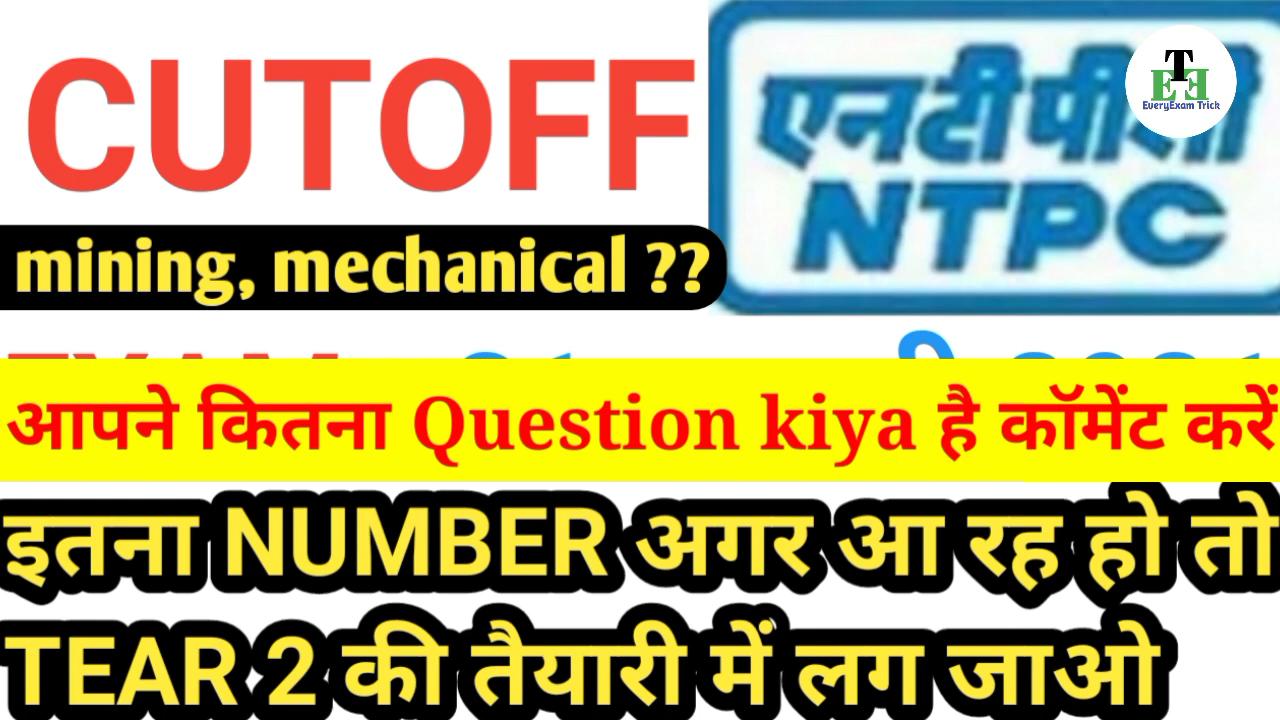 CUTOFF
एनटीपीसी
NTPC
TEE
EveryExam Trick
mining, mechanical ??
आपने कितना Question kiya है कॉमेंट करें
इतना NUMBER अगर आ रह हो तो
TEAR 2 की तैयारी में लग जाओ